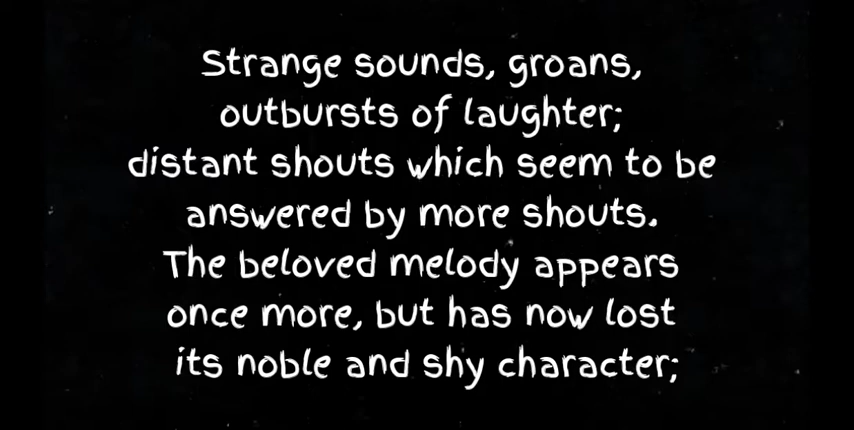 Strange sounds, groans,
outbursts of laughter;
distant shouts which seem to be
answered by more shouts.
The beloved melody appears
once more, but has now lost
its noble and shy character;